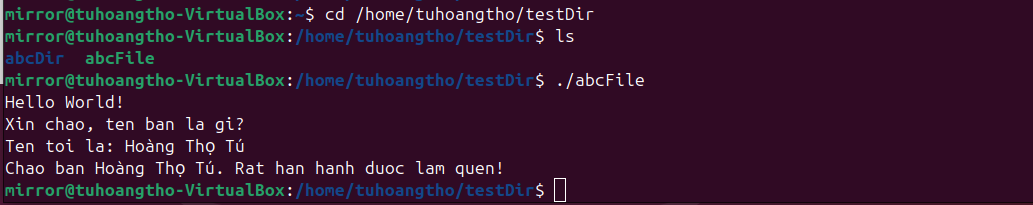 mirror@tuhoangtho-VirtualBox:~$ cd /home/tuhoangtho/testDir
mirror@tuhoangtho-VirtualBox:/home/tuhoangtho/testDir$ ls
abcDir  abcFile
mirror@tuhoangtho-VirtualBox:/home/tuhoangtho/testDir$ ./abcFile
Hello World!
Xin chao, ten ban la gi?
Ten toi la: Hoàng Thọ Tú
Chao ban Hoàng Thọ Tú. Rat han hanh duoc lam quen!
mirror@tuhoangtho-VirtualBox:/home/tuhoangtho/testDir$